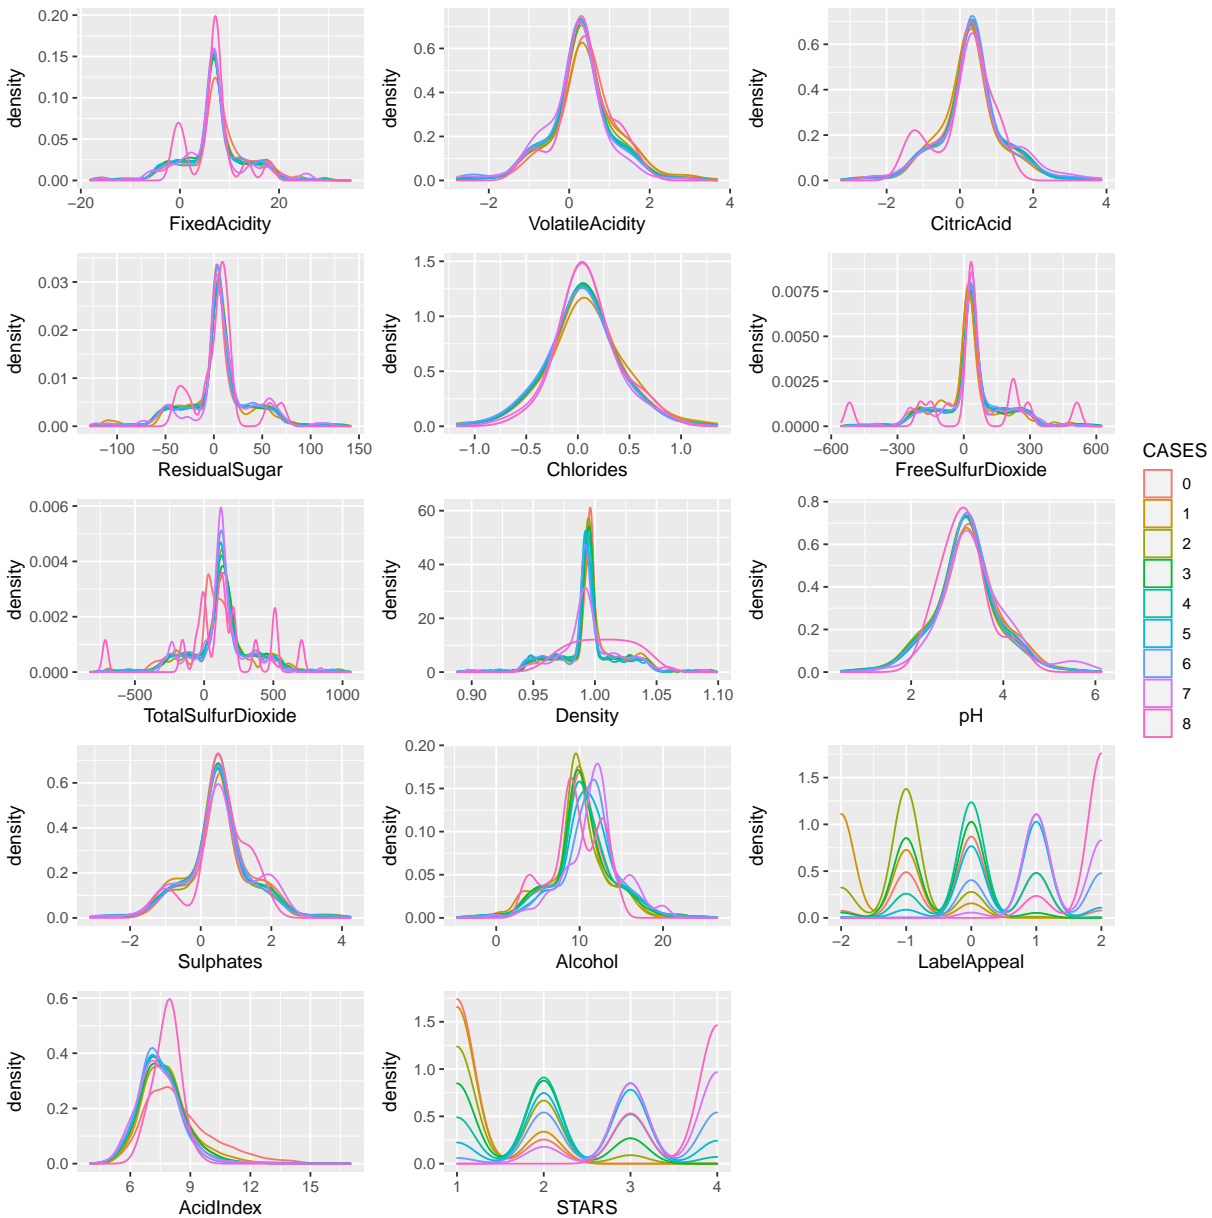 0.20
0.15
0.10
0.05
0.00
density
−20 0 20
FixedAcidity
0.6
0.4
0.2
0.0
density
−2 0 2 4
VolatileAcidity
0.6
0.4
0.2
0.0
density
−2 0 2 4
CitricAcid
0.03
0.02
0.01
0.00
density
−100 −50 0 50 100 150
ResidualSugar
1.5
1.0
0.5
0.0
density
−1.0 −0.5 0.0 0.5 1.0
Chlorides
0.0075
0.0050
0.0025
0.0000
density
−600 −300 0 300 600
FreeSulfurDioxide
0.006
0.004
0.002
0.000
density
−500 0 500 1000
TotalSulfurDioxide
60
40
20
0
density
0.90 0.95 1.00 1.05 1.10
Density
0.8
0.6
0.4
0.2
0.0
density
2 4 6
pH
0.6
0.4
0.2
0.0
density
−2 0 2 4
Sulphates
0.20
0.15
0.10
0.05
0.00
density
0 10 20
Alcohol
1.5
1.0
0.5
0.0
density
−2 −1 0 1 2
LabelAppeal
0.6
0.4
0.2
0.0
density
6 9 12 15
AcidIndex
1.5
1.0
0.5
0.0
density
1 2 3 4
STARS
CASES
0
1
2
3
4
5
6
7
8